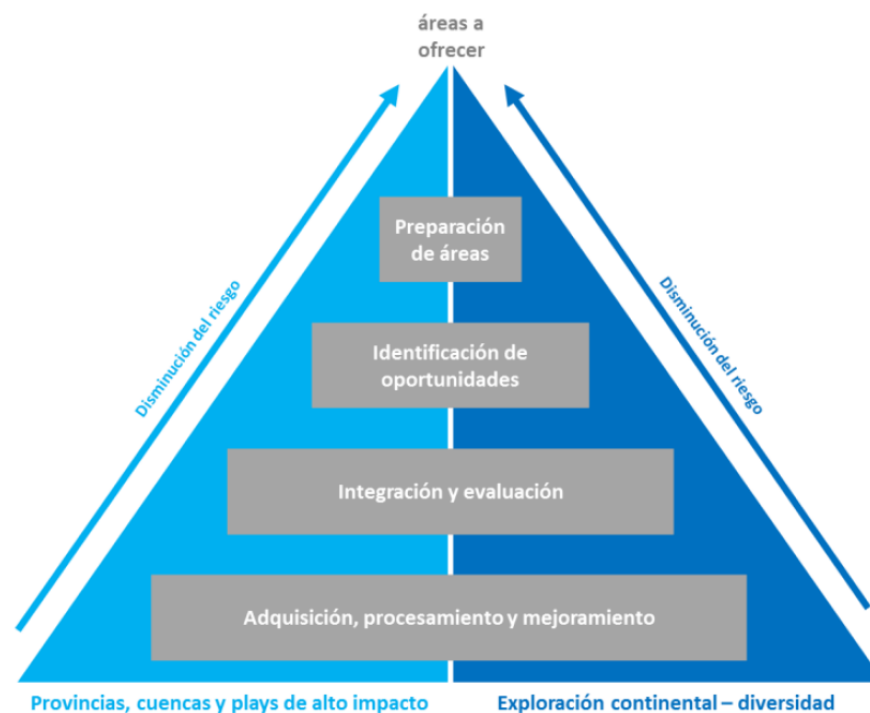 áreas a
ofrecer
Preparación
de áreas
Disminución del riesgo
Disminución del riesgo
Identificación de
oportunidades
Integración y evaluación
Adquisición, procesamiento y mejoramiento
Provincias, cuencas y plays de alto impacto
Exploración continental – diversidad